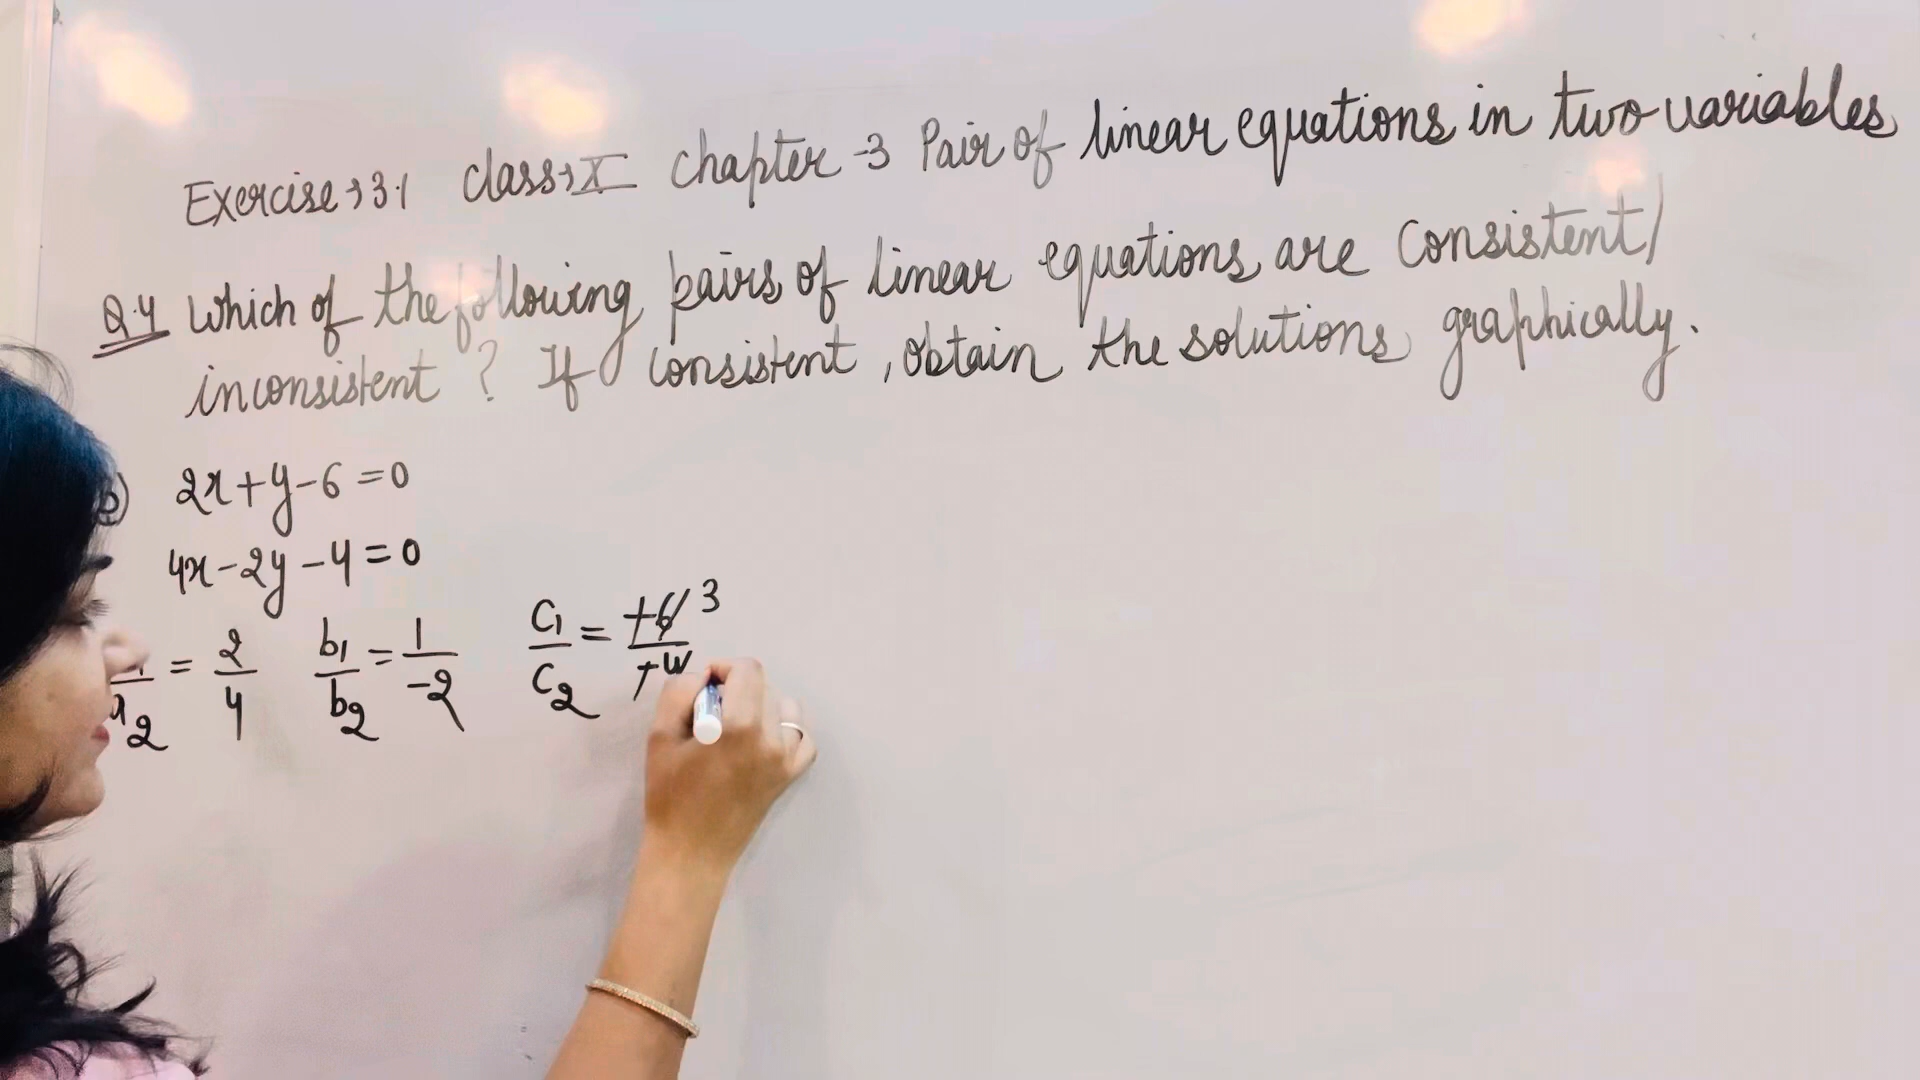 Exercise → 3.1 Class → X Chapter - 3 Pair of linear equations in two variables
Q.4 Which of the following pairs of linear equations are consistent/
inconsistent? If consistent, obtain the solutions graphically.
2x+y-6=0
4x-2y-4=0
a₂ = 2/4 b₁/b₂ = 1/-2 C₁/C₂ = +6/+4 3